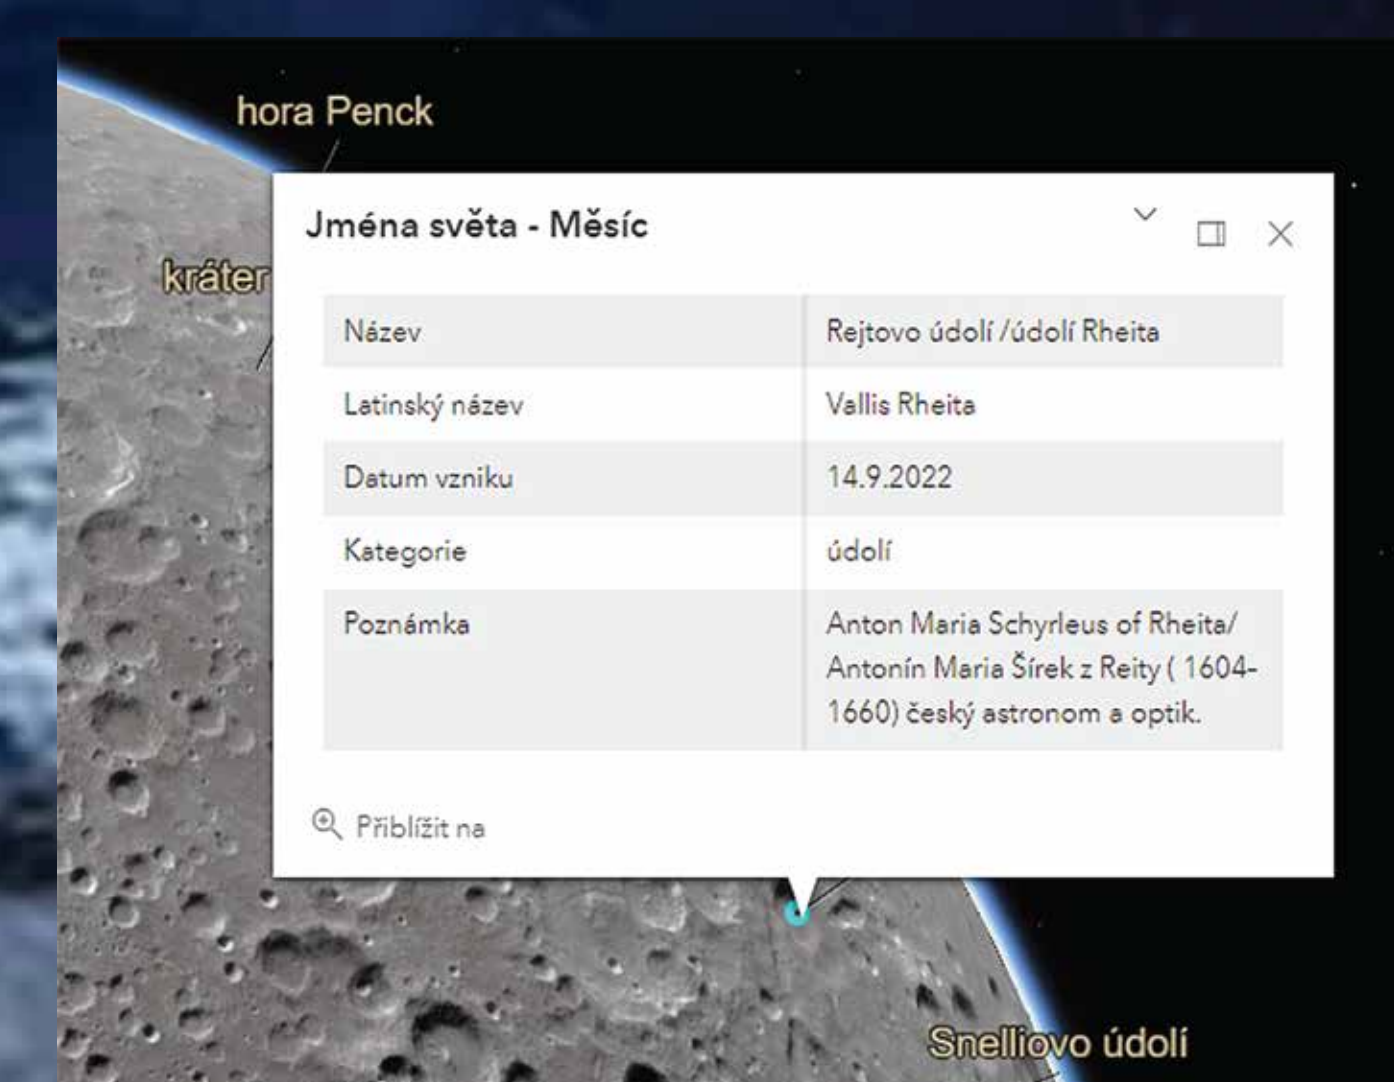 hora Penck
Jména světa - Měsíc
kráter
Název
Rejtovo údolí /údolí Rheita
Latinský název
Vallis Rheita
Datum vzniku
14.9.2022
Kategorie
údolí
Poznámka
Anton Maria Schyrleus of Rheita/
Antonín Maria Šírek z Reity ( 1604-
1660) český astronom a optik.
Přiblížit na
Snelliovo údolí